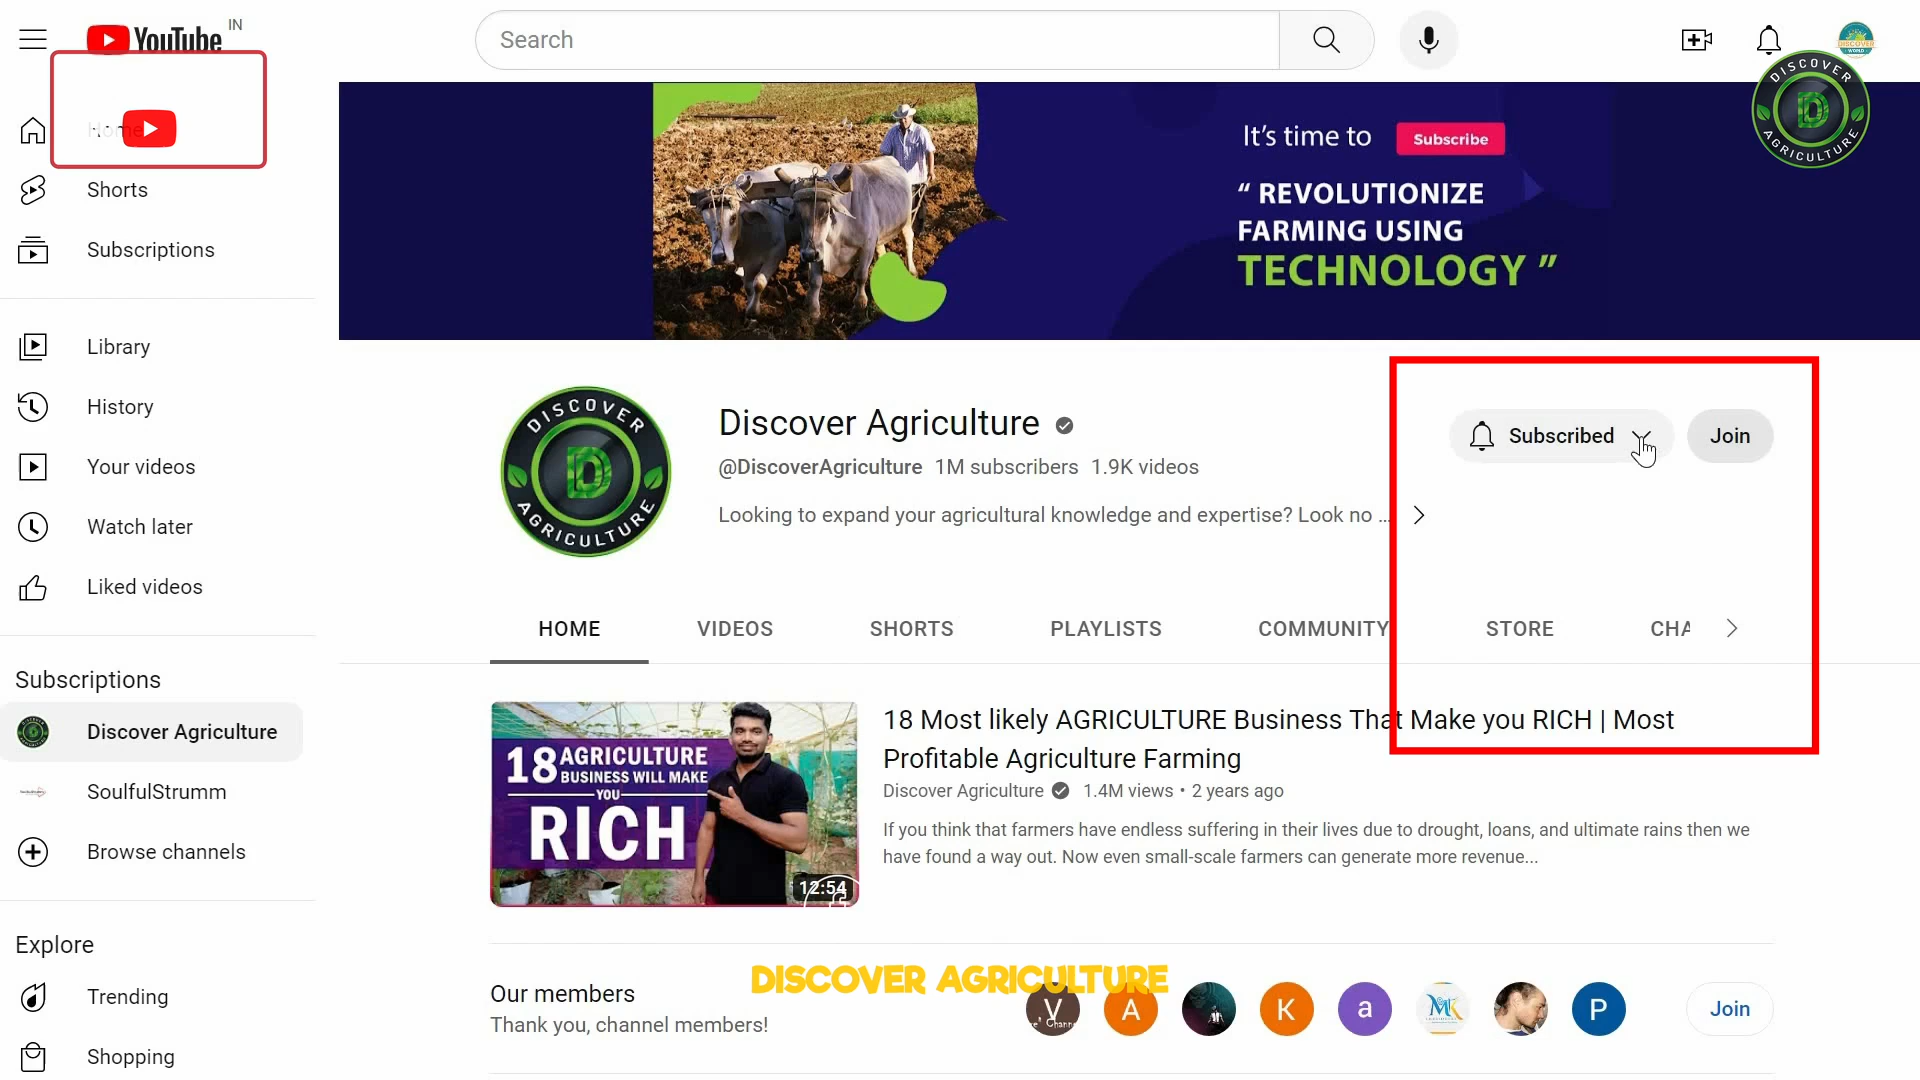 YouTube IN
Search
Home
Shorts
Subscriptions
Library
History
Your videos
Watch later
Liked videos
Subscriptions
Discover Agriculture
SoulfulStrumm
Browse channels
Explore
Trending
Shopping
DISCOVER
WORLD
DISCOVER
D
AGRICULTURE
It's time to Subscribe
“ REVOLUTIONIZE
FARMING USING
TECHNOLOGY ”
DISCOVER
D
AGRICULTURE
Discover Agriculture
@DiscoverAgriculture 1M subscribers 1.9K videos
Looking to expand your agricultural knowledge and expertise? Look no ...
Subscribed
Join
HOME VIDEOS SHORTS PLAYLISTS COMMUNITY STORE CHA
18 AGRICULTURE
BUSINESS WILL MAKE
YOU
RICH
12:54
18 Most likely AGRICULTURE Business That Make you RICH | Most
Profitable Agriculture Farming
Discover Agriculture 1.4M views • 2 years ago
If you think that farmers have endless suffering in their lives due to drought, loans, and ultimate rains then we
have found a way out. Now even small-scale farmers can generate more revenue...
DISCOVER AGRICULTURE
Our members
Thank you, channel members!
V A K a MK P
Join